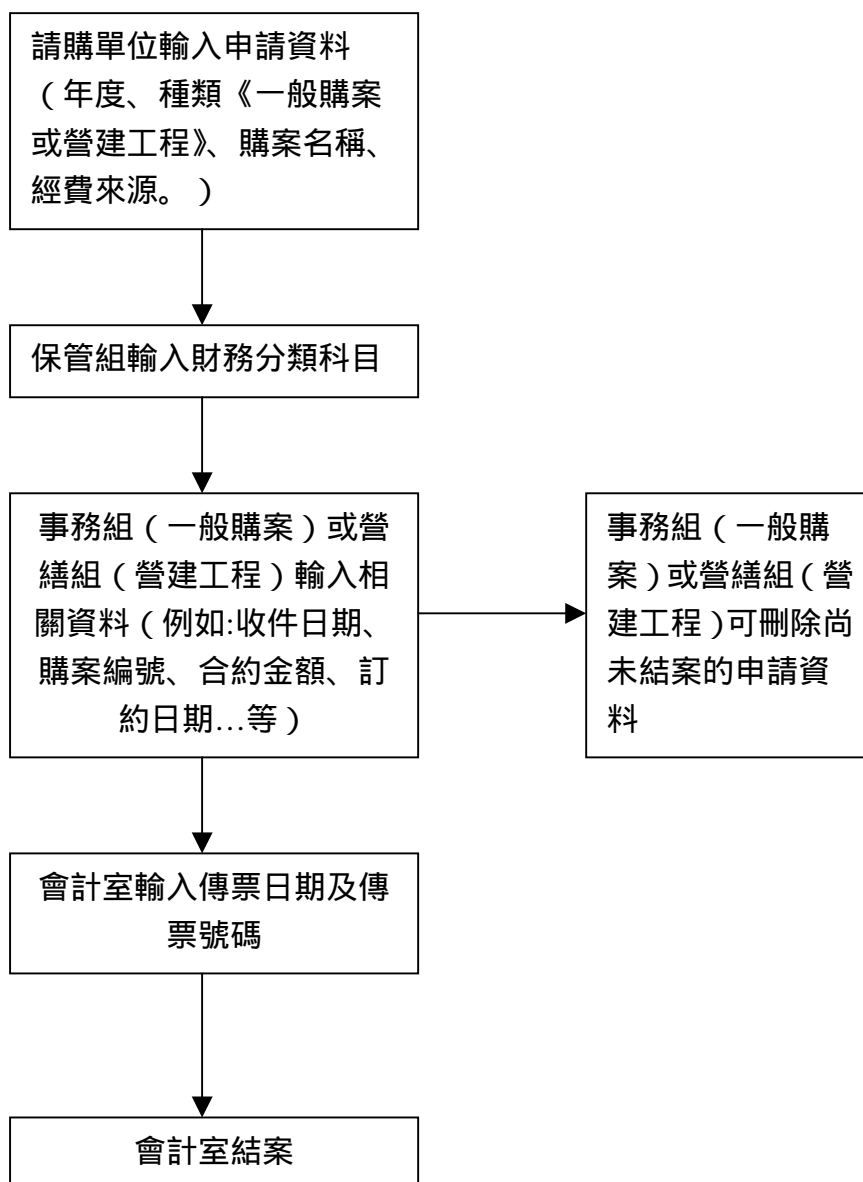 請購單位輸入申請資料
（年度、種類《一般購案
或營建工程》、購案名稱、
經費來源。）
保管組輸入財務分類科目
事務組（一般購案）或營
繕組（營建工程）輸入相
關資料（例如:收件日期、
購案編號、合約金額、訂
約日期…等）
事務組（一般購
案）或營繕組（營
建工程）可刪除尚
未結案的申請資
料
會計室輸入傳票日期及傳
票號碼
會計室結案